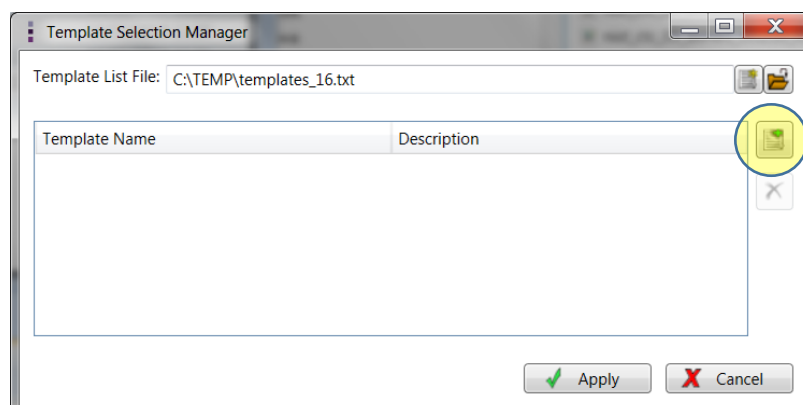 Template Selection Manager
Template List File: C:\TEMP\templates_16.txt
Template Name Description
Apply Cancel